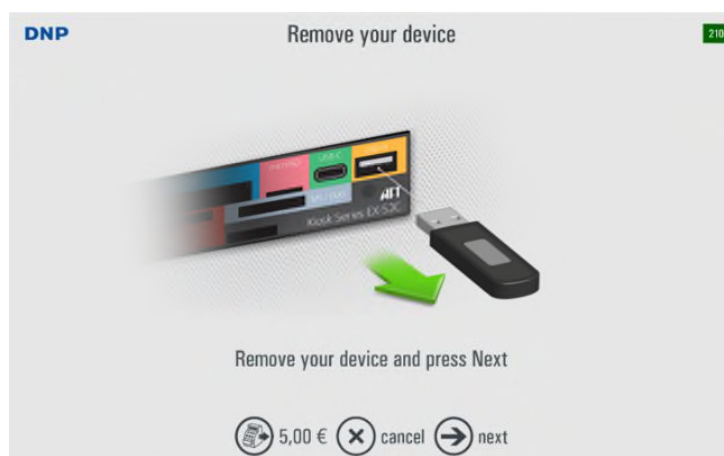 DNP
Remove your device
210
USB-C
AFI
Kiosk Series EX-S2C
Remove your device and press Next
5,00 €
cancel
next